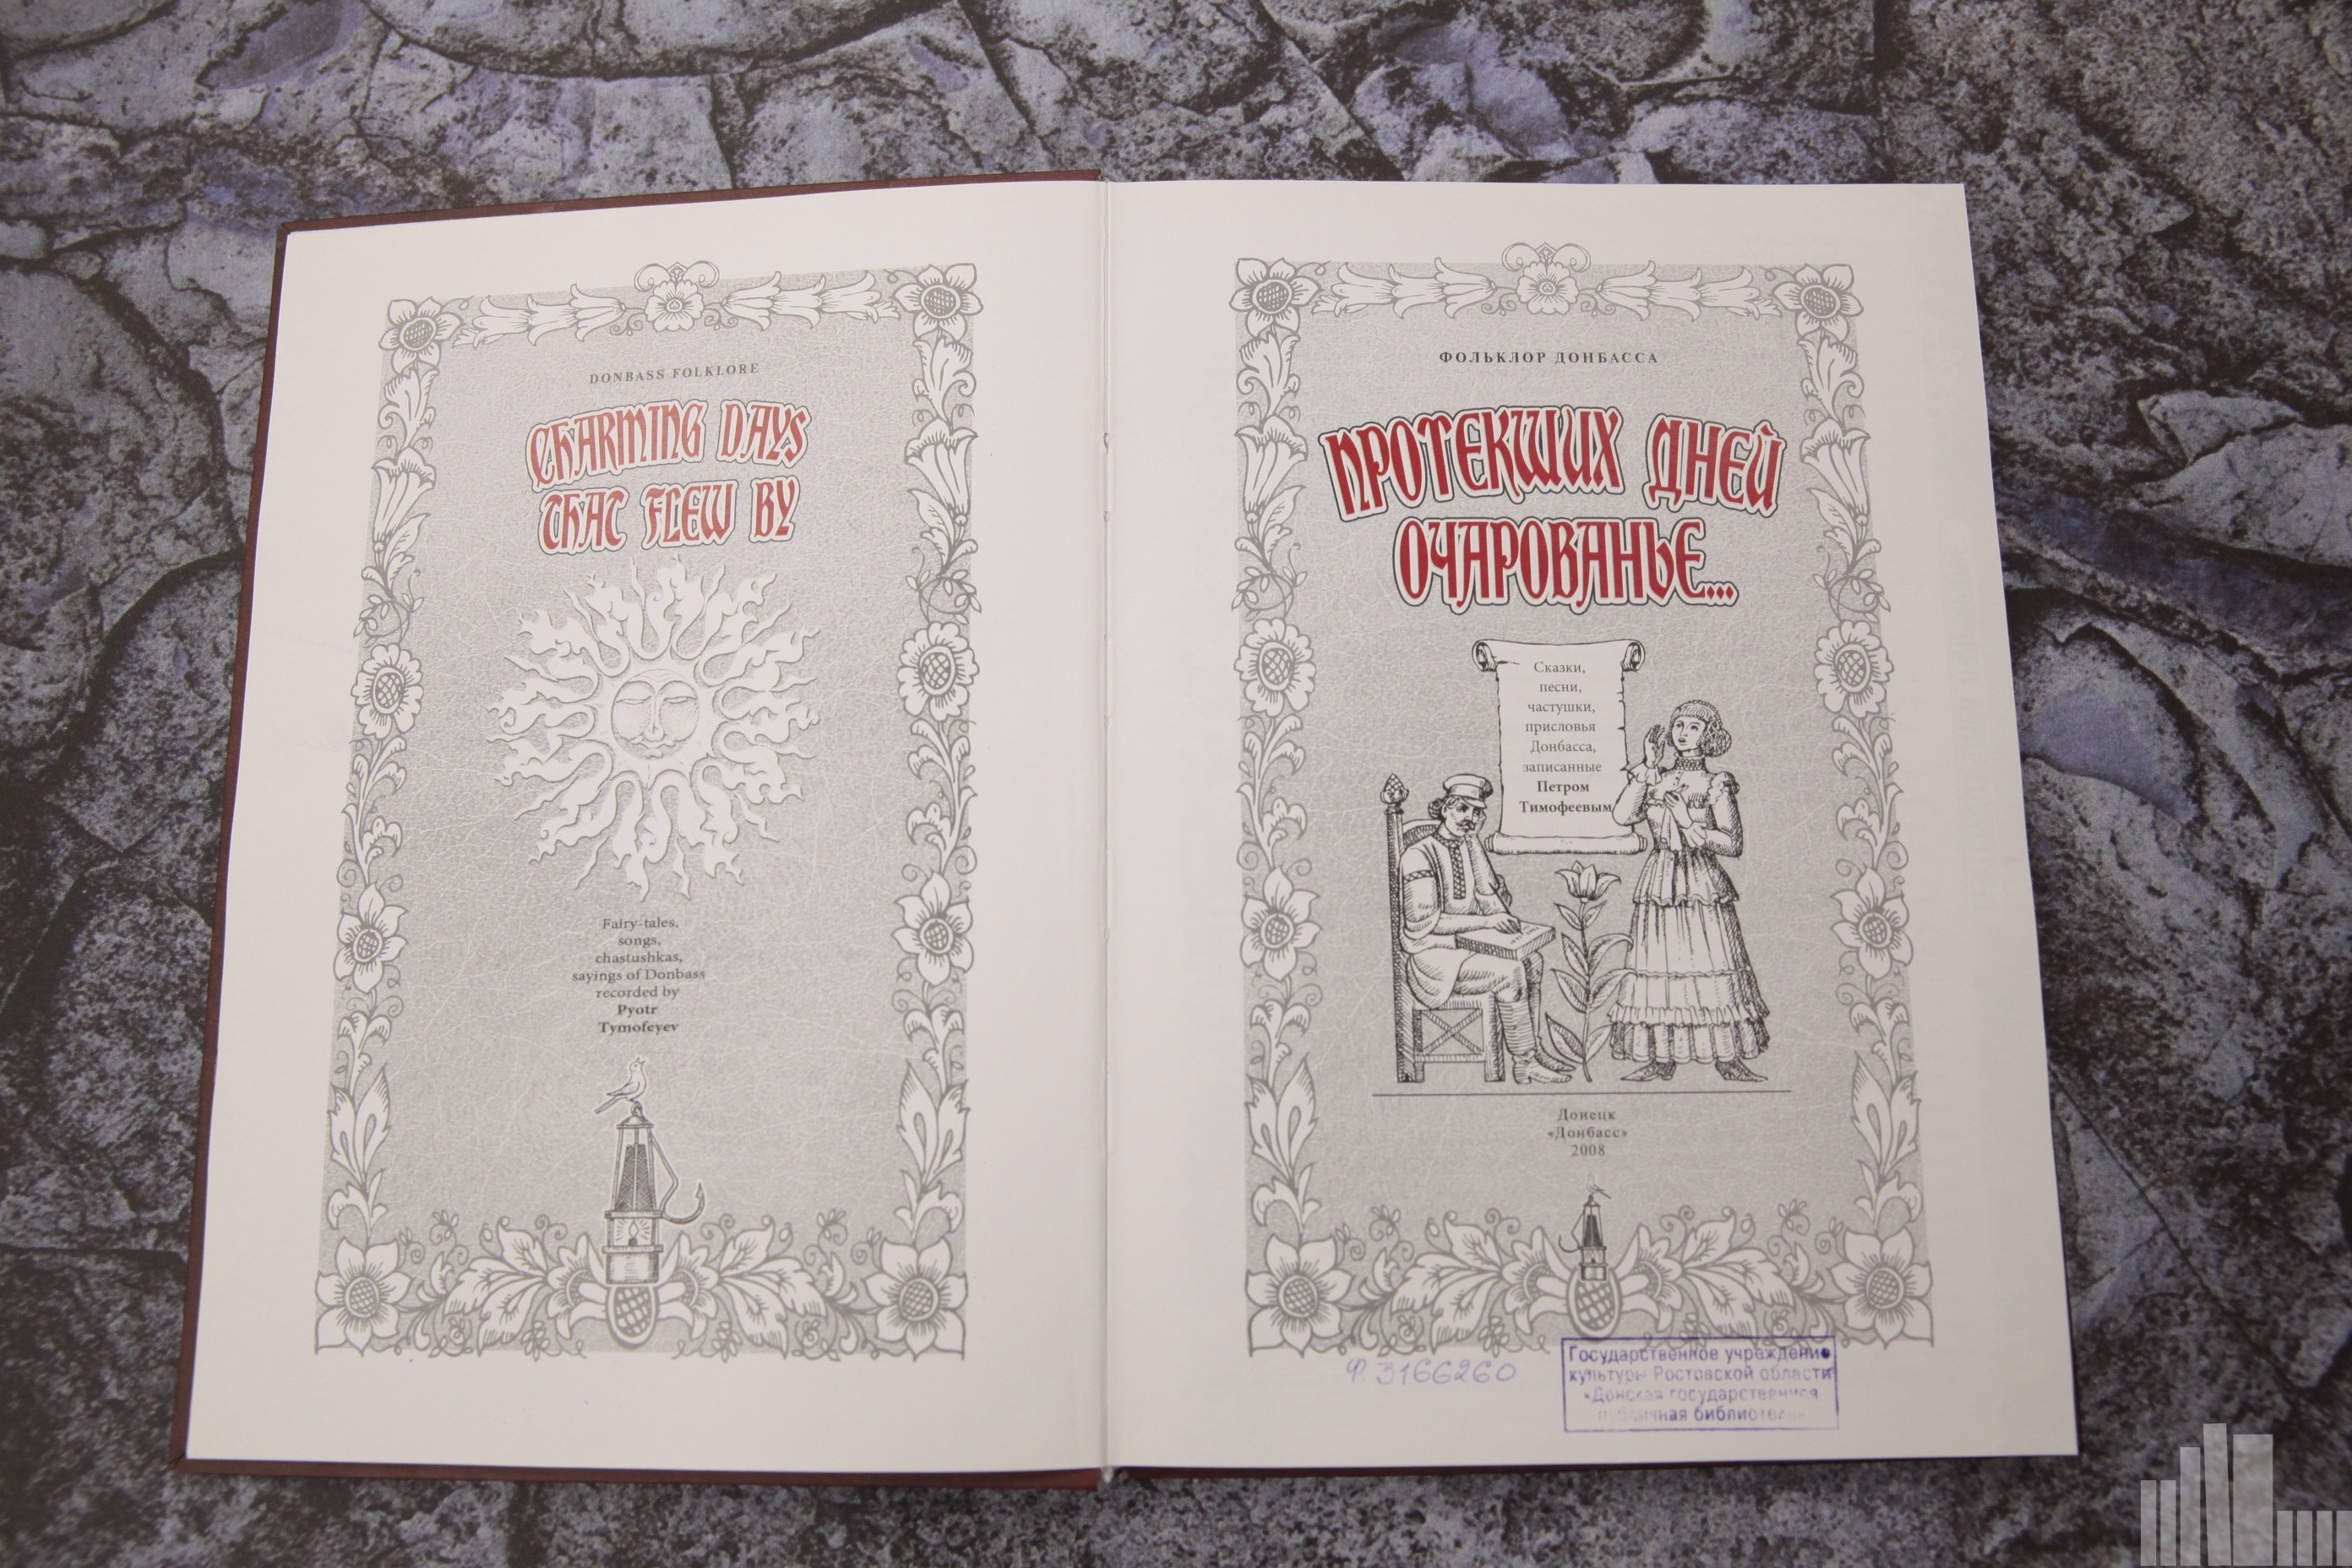 DONBASS FOLKLORE
CHARMING DAYS
THAT FLEW BY
Fairy-tales,
songs,
chastushkas,
sayings of Donbass
recorded by
Pyotr
Tymofeyev
ФОЛЬКЛОР ДОНБАССА
ПРОТЕКШИХ ДНЕЙ
ОЧАРОВАНЬЕ...
Сказки,
песни,
частушки,
присловья
Донбасса,
записанные
Петром
Тимофеевым
Донецк
«Донбасс»
2008
Ф. 3166260
Государственное учреждение
культуры Ростовской области
«Донская государственная
публичная библиотека»